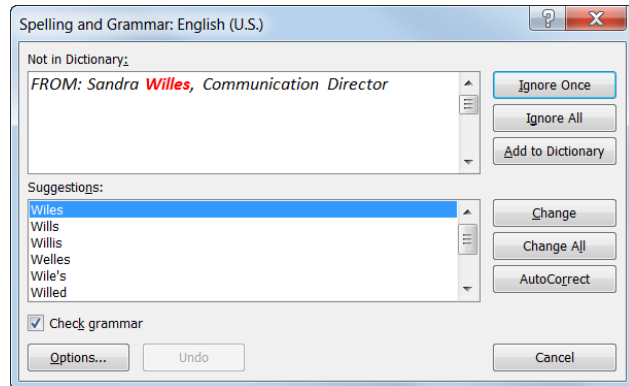 Spelling and Grammar: English (U.S.)
Not in Dictionary:
FROM: Sandra Willes, Communication Director
Ignore Once
Ignore All
Add to Dictionary
Suggestions:
Wiles
Wills
Willis
Welles
Wile's
Willed
Change
Change All
AutoCorrect
Check grammar
Options...
Undo
Cancel